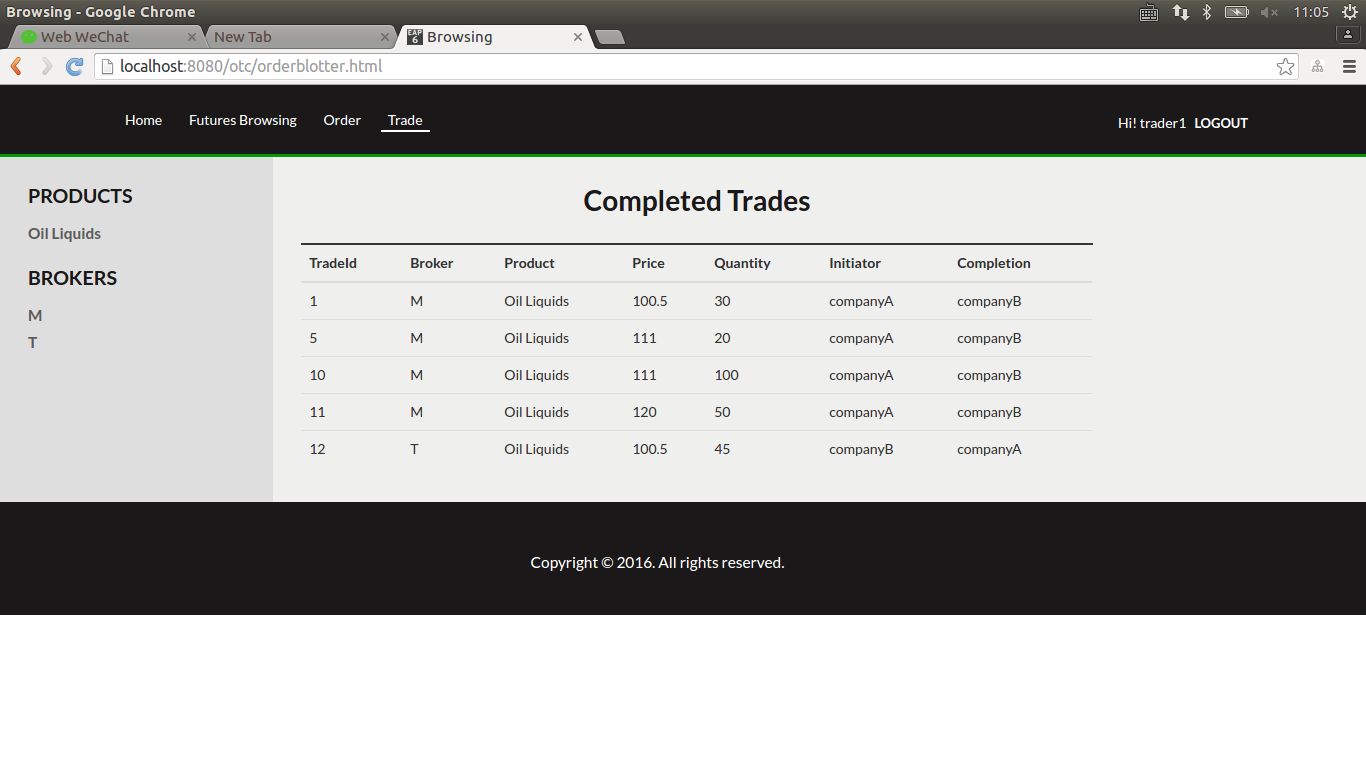 Browsing - Google Chrome 11:05
Web WeChat New Tab EAP 6 Browsing
localhost:8080/otc/orderblotter.html
Home Futures Browsing Order Trade Hi! trader1 LOGOUT
PRODUCTS
Oil Liquids
BROKERS
M
T
Completed Trades
TradeId Broker Product Price Quantity Initiator Completion
1 M Oil Liquids 100.5 30 companyA companyB
5 M Oil Liquids 111 20 companyA companyB
10 M Oil Liquids 111 100 companyA companyB
11 M Oil Liquids 120 50 companyA companyB
12 T Oil Liquids 100.5 45 companyB companyA
Copyright © 2016. All rights reserved.